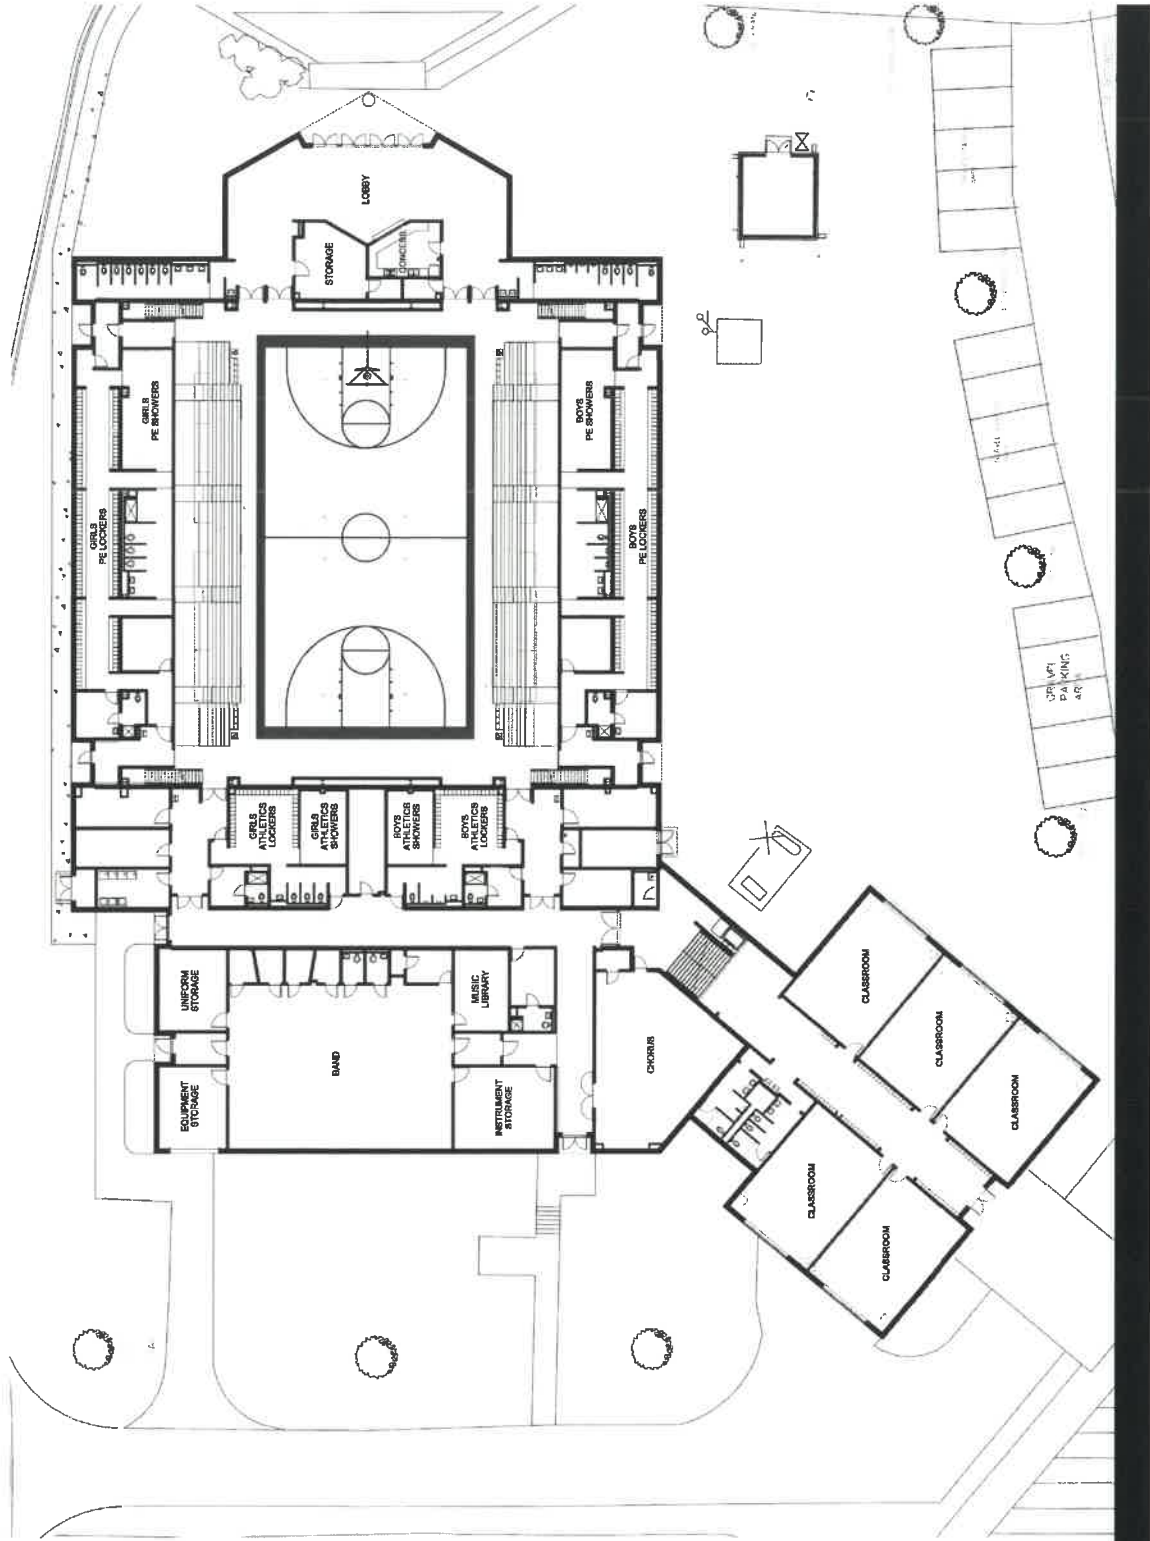 LOBBY
STORAGE
CONCESS.
GIRLS
PE SHOWERS
BOYS
PE SHOWERS
GIRLS
PE LOCKERS
BOYS
PE LOCKERS
GRAVEL
PARKING
AREA
GIRLS
ATHLETICS
LOCKERS
GIRLS
ATHLETICS
SHOWERS
BOYS
ATHLETICS
SHOWERS
BOYS
ATHLETICS
LOCKERS
UNIFORM
STORAGE
MUSIC
LIBRARY
BAND
CHORUS
EQUIPMENT
STORAGE
INSTRUMENT
STORAGE
CLASSROOM
CLASSROOM
CLASSROOM
CLASSROOM
CLASSROOM